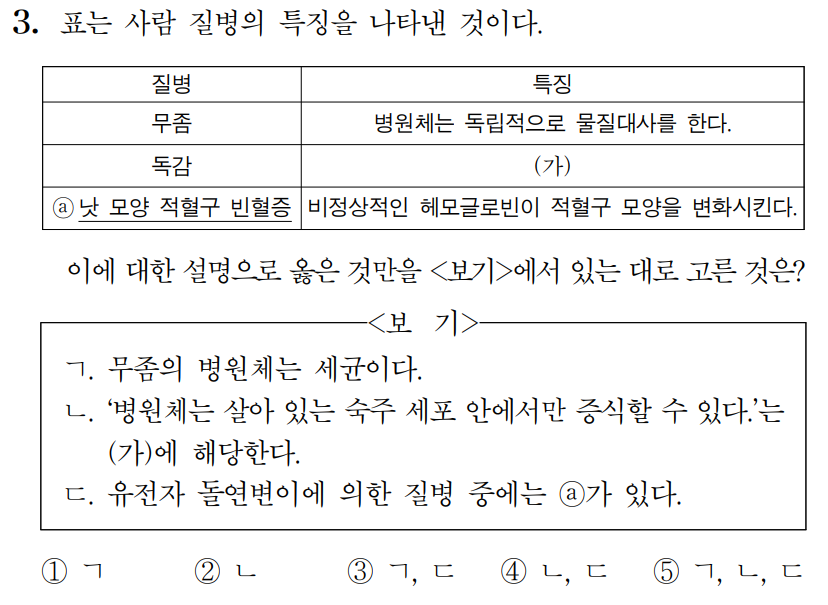 3. 표는 사람 질병의 특징을 나타낸 것이다.
질병 특징
무좀 병원체는 독립적으로 물질대사를 한다.
독감 (가)
ⓐ낫 모양 적혈구 빈혈증 비정상적인 헤모글로빈이 적혈구 모양을 변화시킨다.
이에 대한 설명으로 옳은 것만을 <보기>에서 있는 대로 고른 것은?
<보 기>
ㄱ. 무좀의 병원체는 세균이다.
ㄴ. ‘병원체는 살아 있는 숙주 세포 안에서만 증식할 수 있다.’는
(가)에 해당한다.
ㄷ. 유전자 돌연변이에 의한 질병 중에는 ⓐ가 있다.
① ㄱ ② ㄴ ③ ㄱ, ㄷ ④ ㄴ, ㄷ ⑤ ㄱ, ㄴ, ㄷ